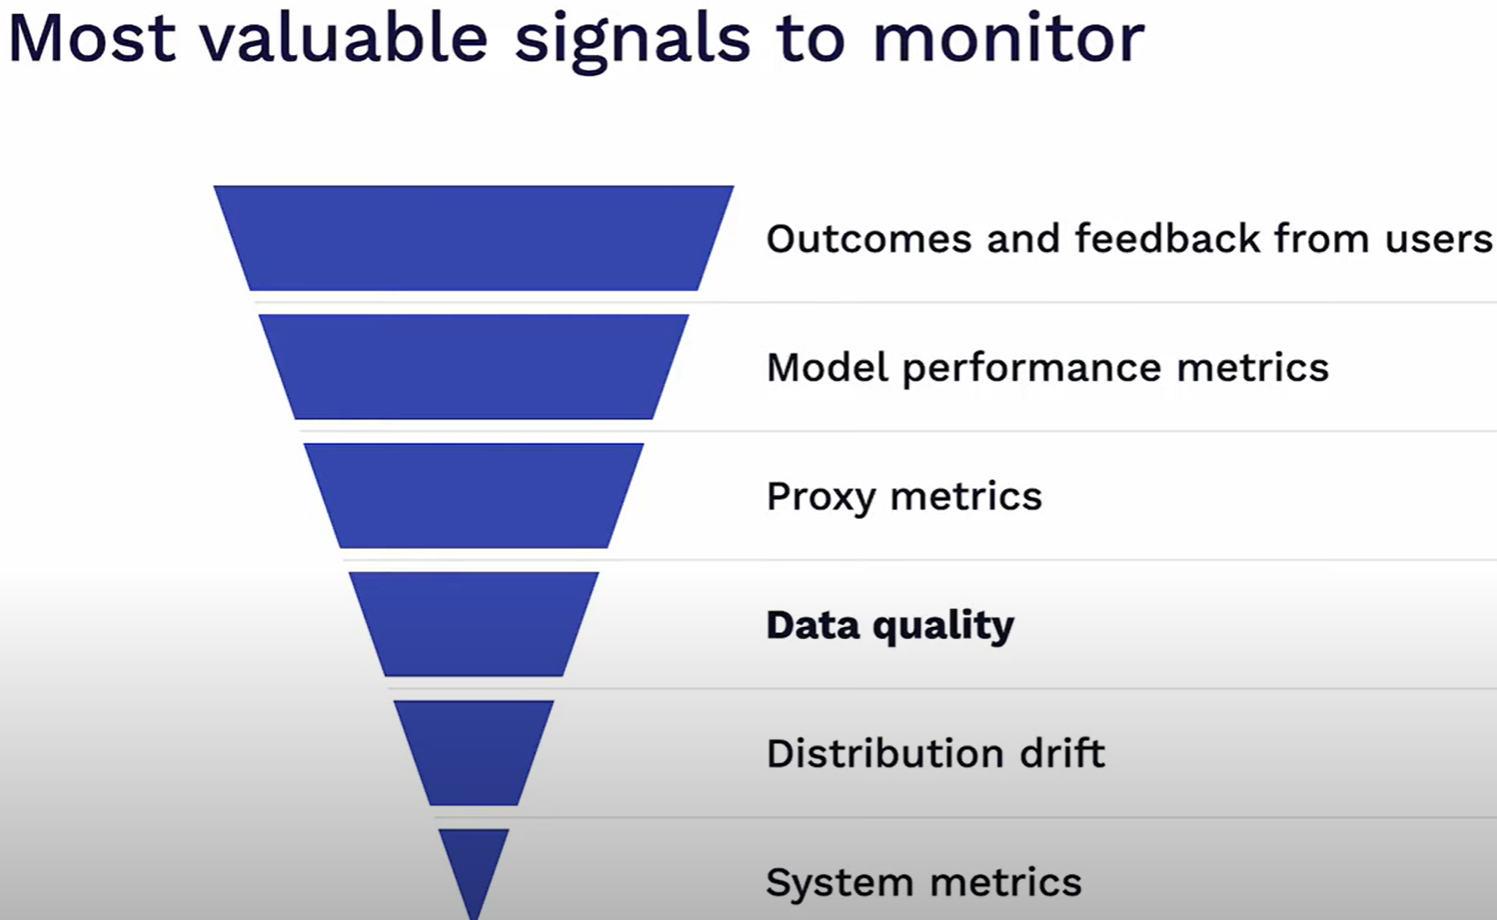 Most valuable signals to monitor
Outcomes and feedback from users
Model performance metrics
Proxy metrics
Data quality
Distribution drift
System metrics